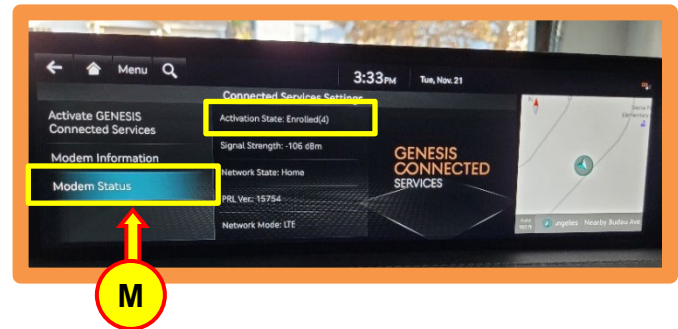 Menu
3:33PM Tue, Nov. 21
Connected Services Settings
Activate GENESIS
Connected Services
Modem Information
Modem Status
Activation State: Enrolled(4)
Signal Strength: -106 dBm
Network State: Home
PRL Ver.: 15754
Network Mode: LTE
GENESIS
CONNECTED
SERVICES
N
Elementary
Auto
Angeles Nearby Budau Ave
M